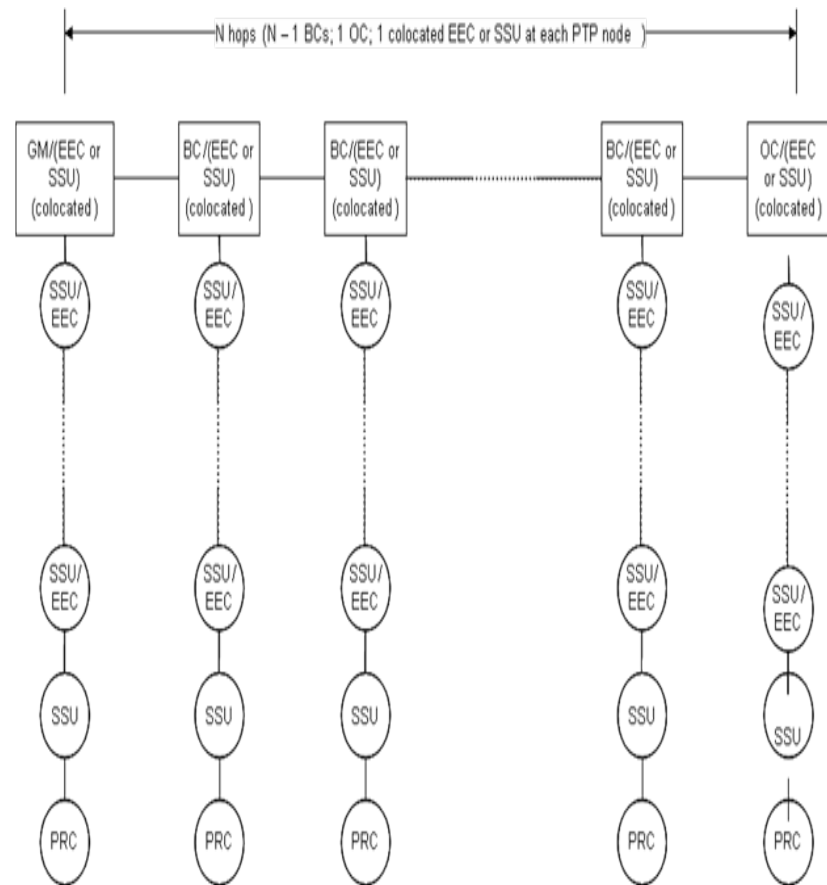 N hops (N – 1 BCs; 1 OC; 1 colocated EEC or SSU at each PTP node )
GM/(EEC or
SSU)
(colocated )
BC/(EEC or
SSU)
(colocated )
BC/(EEC or
SSU)
(colocated )
BC/(EEC or
SSU)
(colocated )
OC/(EEC
or SSU)
(colocated )
SSU/
EEC
SSU/
EEC
SSU/
EEC
SSU/
EEC
SSU/
EEC
SSU/
EEC
SSU/
EEC
SSU/
EEC
SSU/
EEC
SSU/
EEC
SSU
SSU
SSU
SSU
SSU
PRC
PRC
PRC
PRC
PRC